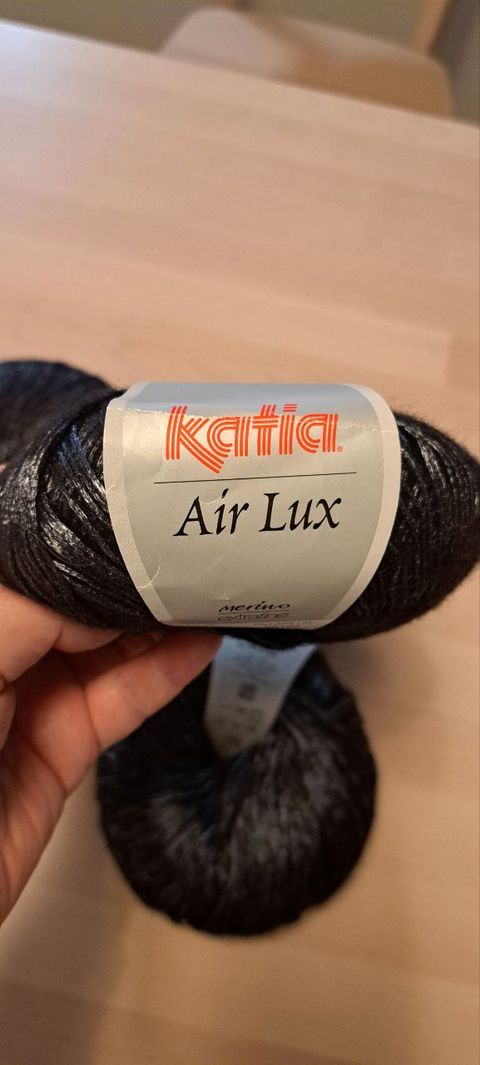 katia
Air Lux
Merino
extrafine